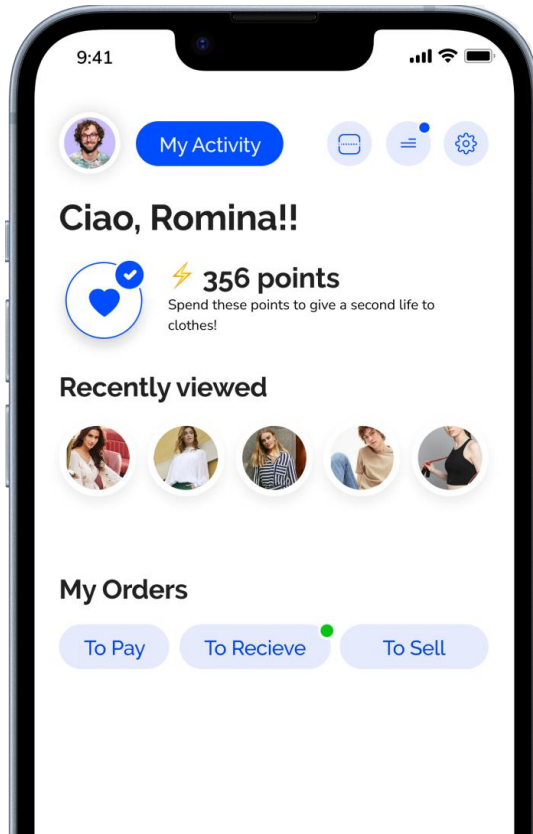 9:41
My Activity
Ciao, Romina!!
356 points
Spend these points to give a second life to
clothes!
Recently viewed
My Orders
To Pay
To Recieve
To Sell